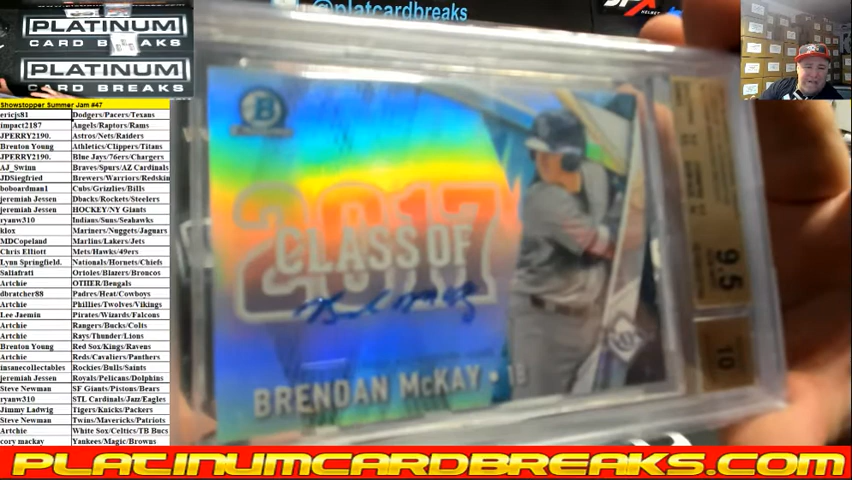 PLATINUM
CARD BREAKS
PLATINUM
CARD BREAKS
@platcardbreaks
HELMET
Showstopper Summer Jam #47
ericjs81 Dodgers/Pacers/Texans
impact2187 Angels/Raptors/Rams
JPERRY2190. Astros/Nets/Raiders
Brenton Young Athletics/Clippers/Titans
JPERRY2190. Blue Jays/76ers/Chargers
AJ_Swinn Braves/Spurs/AZ Cardinals
JDSiegfried Brewers/Warriors/Redskin
boboardman1 Cubs/Grizzlies/Bills
jeremiah Jessen Dbacks/Rockets/Steelers
jeremiah Jessen HOCKEY/NY Giants
ryanw310 Indians/Suns/Seahawks
klox Mariners/Nuggets/Jaguars
MDCopeland Marlins/Lakers/Jets
Chris Elliott Mets/Hawks/49ers
Lynn Springfield. Nationals/Hornets/Chiefs
Saliafrati Orioles/Blazers/Broncos
Artchie OTHER/Bengals
dbratcher88 Padres/Heat/Cowboys
Artchie Phillies/Twolves/Vikings
Lee Jaemin Pirates/Wizards/Falcons
Artchie Rangers/Bucks/Colts
Artchie Rays/Thunder/Lions
Brenton Young Red Sox/Kings/Ravens
Artchie Reds/Cavaliers/Panthers
insanecollectables Rockies/Bulls/Saints
jeremiah Jessen Royals/Pelicans/Dolphins
Steve Newman SF Giants/Pistons/Bears
ryanw310 STL Cardinals/Jazz/Eagles
Jimmy Ladwig Tigers/Knicks/Packers
Steve Newman Twins/Mavericks/Patriots
Artchie White Sox/Celtics/TB Bucs
cory mackay Yankees/Magic/Browns
B
2017
CLASS OF
BRENDAN McKAY • 1B
9.5
10
PLATINUMCARDBREAKS.COM